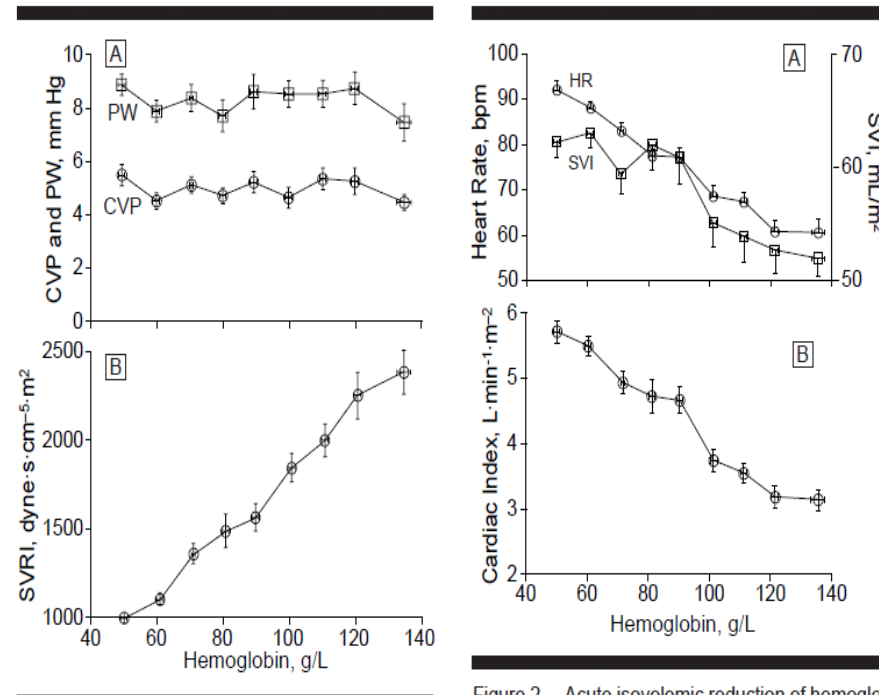 A
10
8
6
4
2
0
CVP and PW, mm Hg
PW
CVP
B
2500
2000
1500
1000
SVRI, dyne·s·cm⁻⁵·m²
40 60 80 100 120 140
Hemoglobin, g/L
A
100
90
80
70
60
50
Heart Rate, bpm
HR
SVI
70
60
50
SVI, mL/m²
B
6
5
4
3
2
Cardiac Index, L·min⁻¹·m⁻²
40 60 80 100 120 140
Hemoglobin, g/L
Figure 2. Acute isovolemic reduction of hemoglo